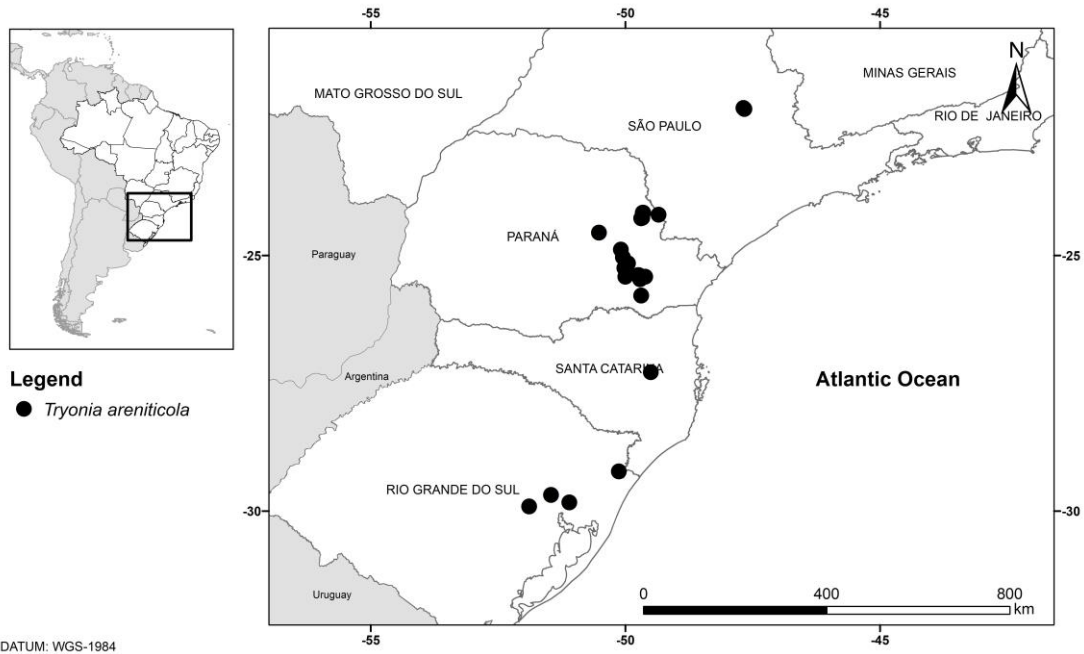 -55
-50
-45
N
MINAS GERAIS
MATO GROSSO DO SUL
RIO DE JANEIRO
SÃO PAULO
PARANÁ
-25
-25
Paraguay
SANTA CATARINA
Argentina
Atlantic Ocean
Legend
Tryonia areniticola
RIO GRANDE DO SUL
-30
-30
Uruguay
0
400
800
km
-55
-50
-45
DATUM: WGS-1984